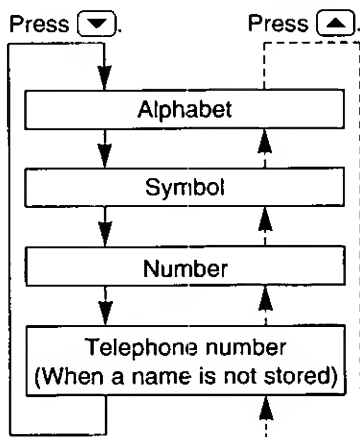 Press ▼. Press ▲.
Alphabet
Symbol
Number
Telephone number
(When a name is not stored)